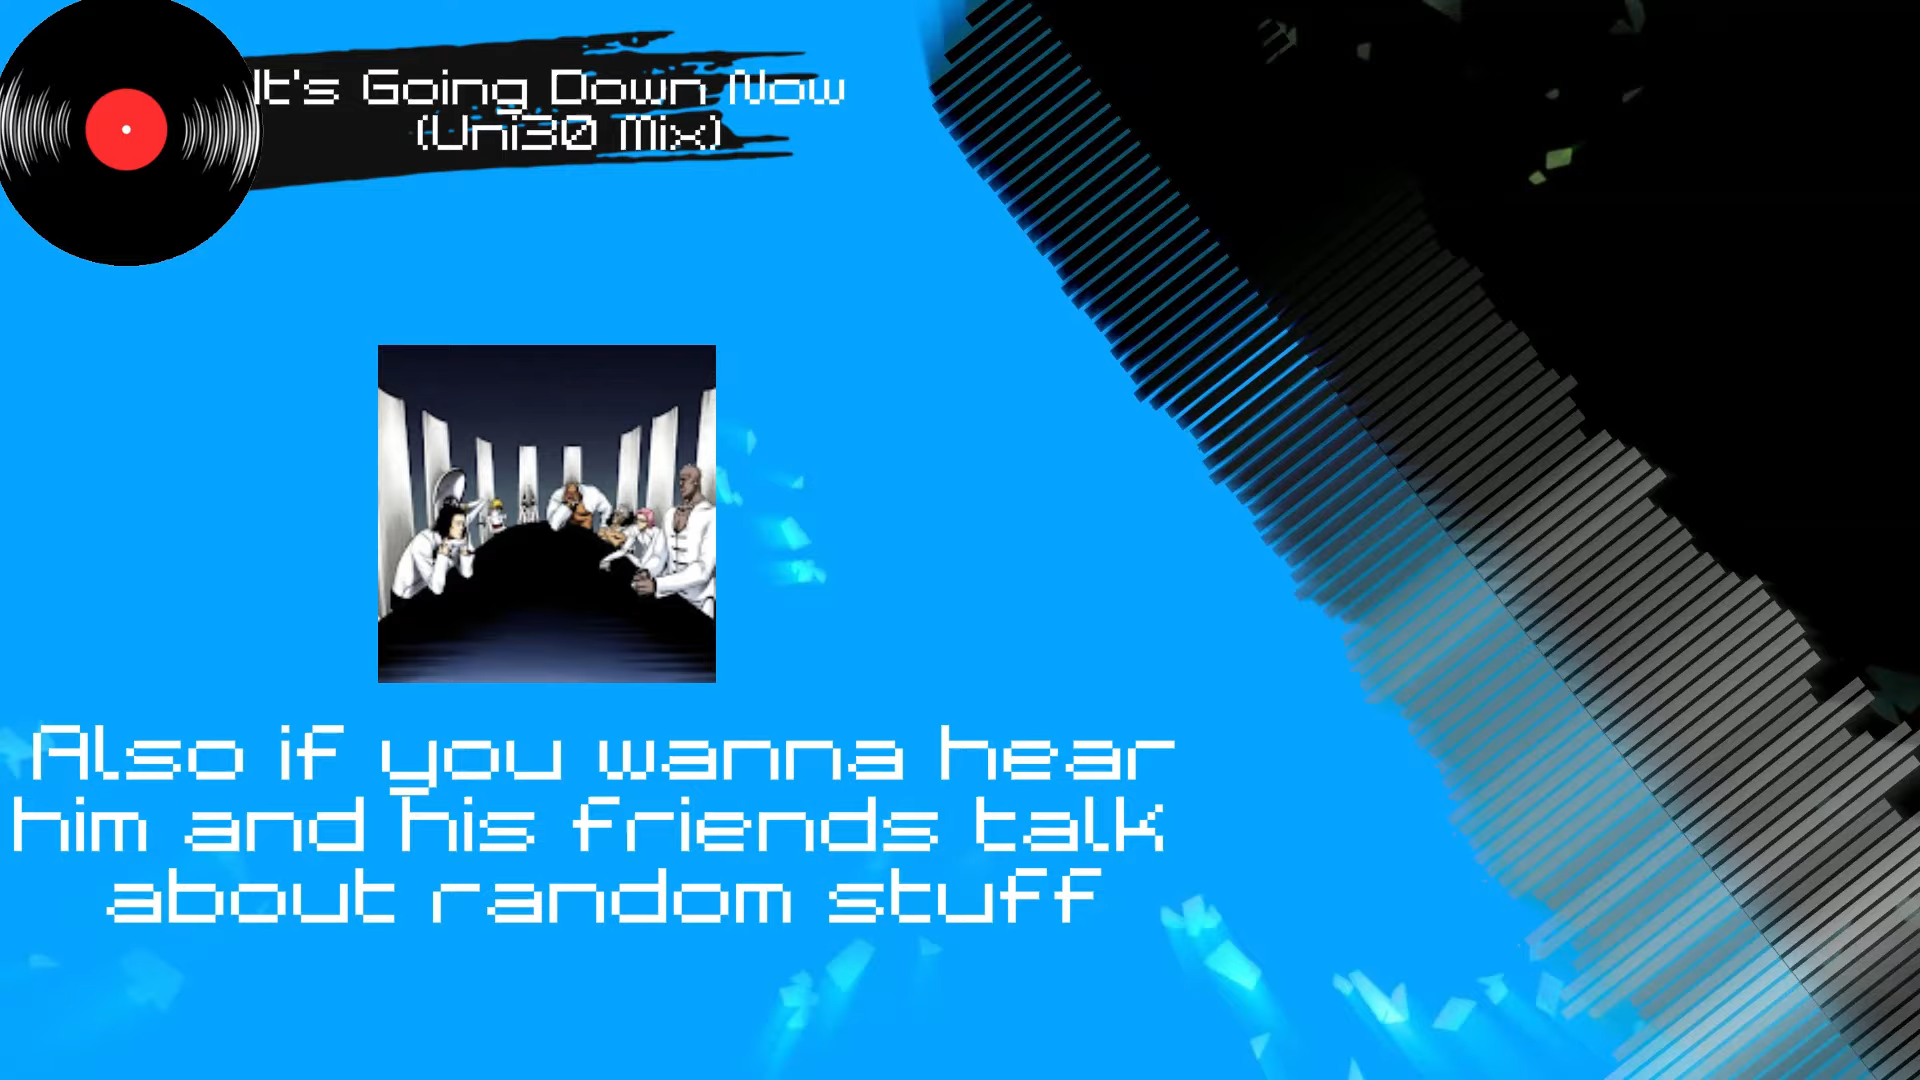 It's Going Down Now
(Uni30 Mix)
Also if you wanna hear
him and his friends talk
about random stuff